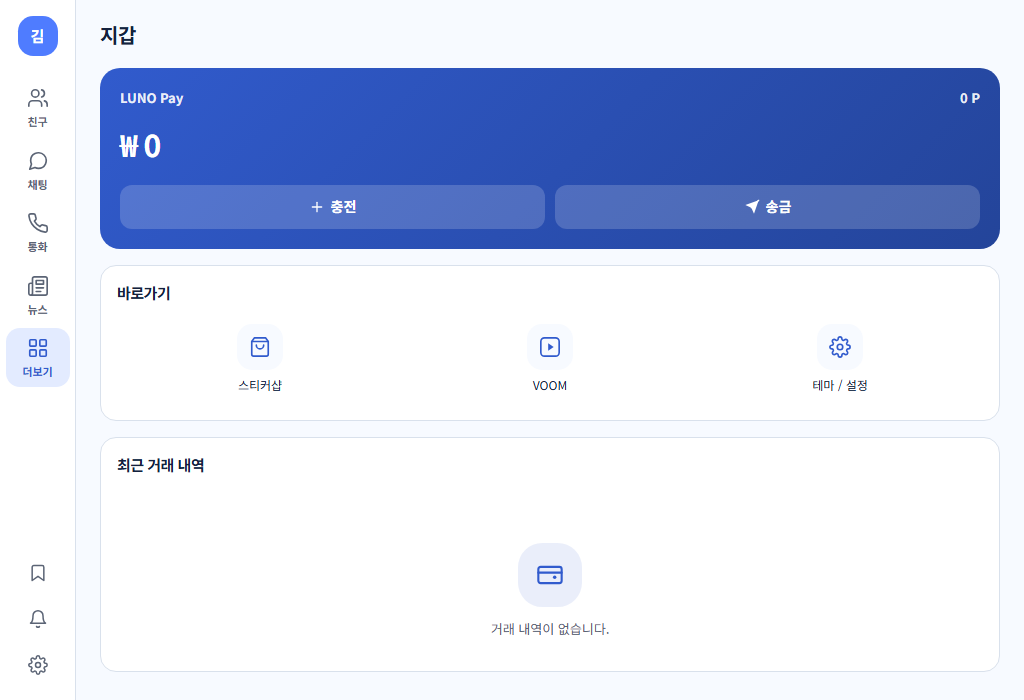 김
친구
채팅
통화
뉴스
더보기
지갑
LUNO Pay
0 P
₩0
충전
송금
바로가기
스티커샵
VOOM
테마 / 설정
최근 거래 내역
거래 내역이 없습니다.